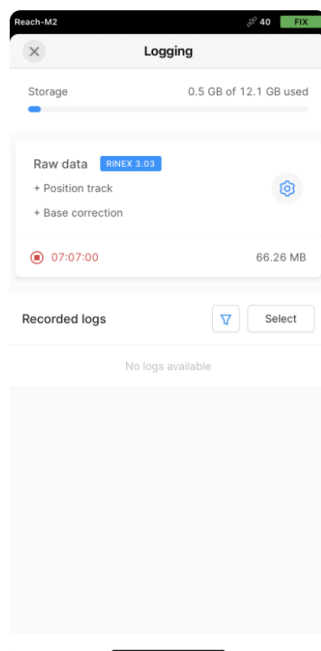 Reach-M2 40 FIX
Logging
Storage 0.5 GB of 12.1 GB used
Raw data RINEX 3.03
+ Position track
+ Base correction
07:07:00 66.26 MB
Recorded logs Select
No logs available